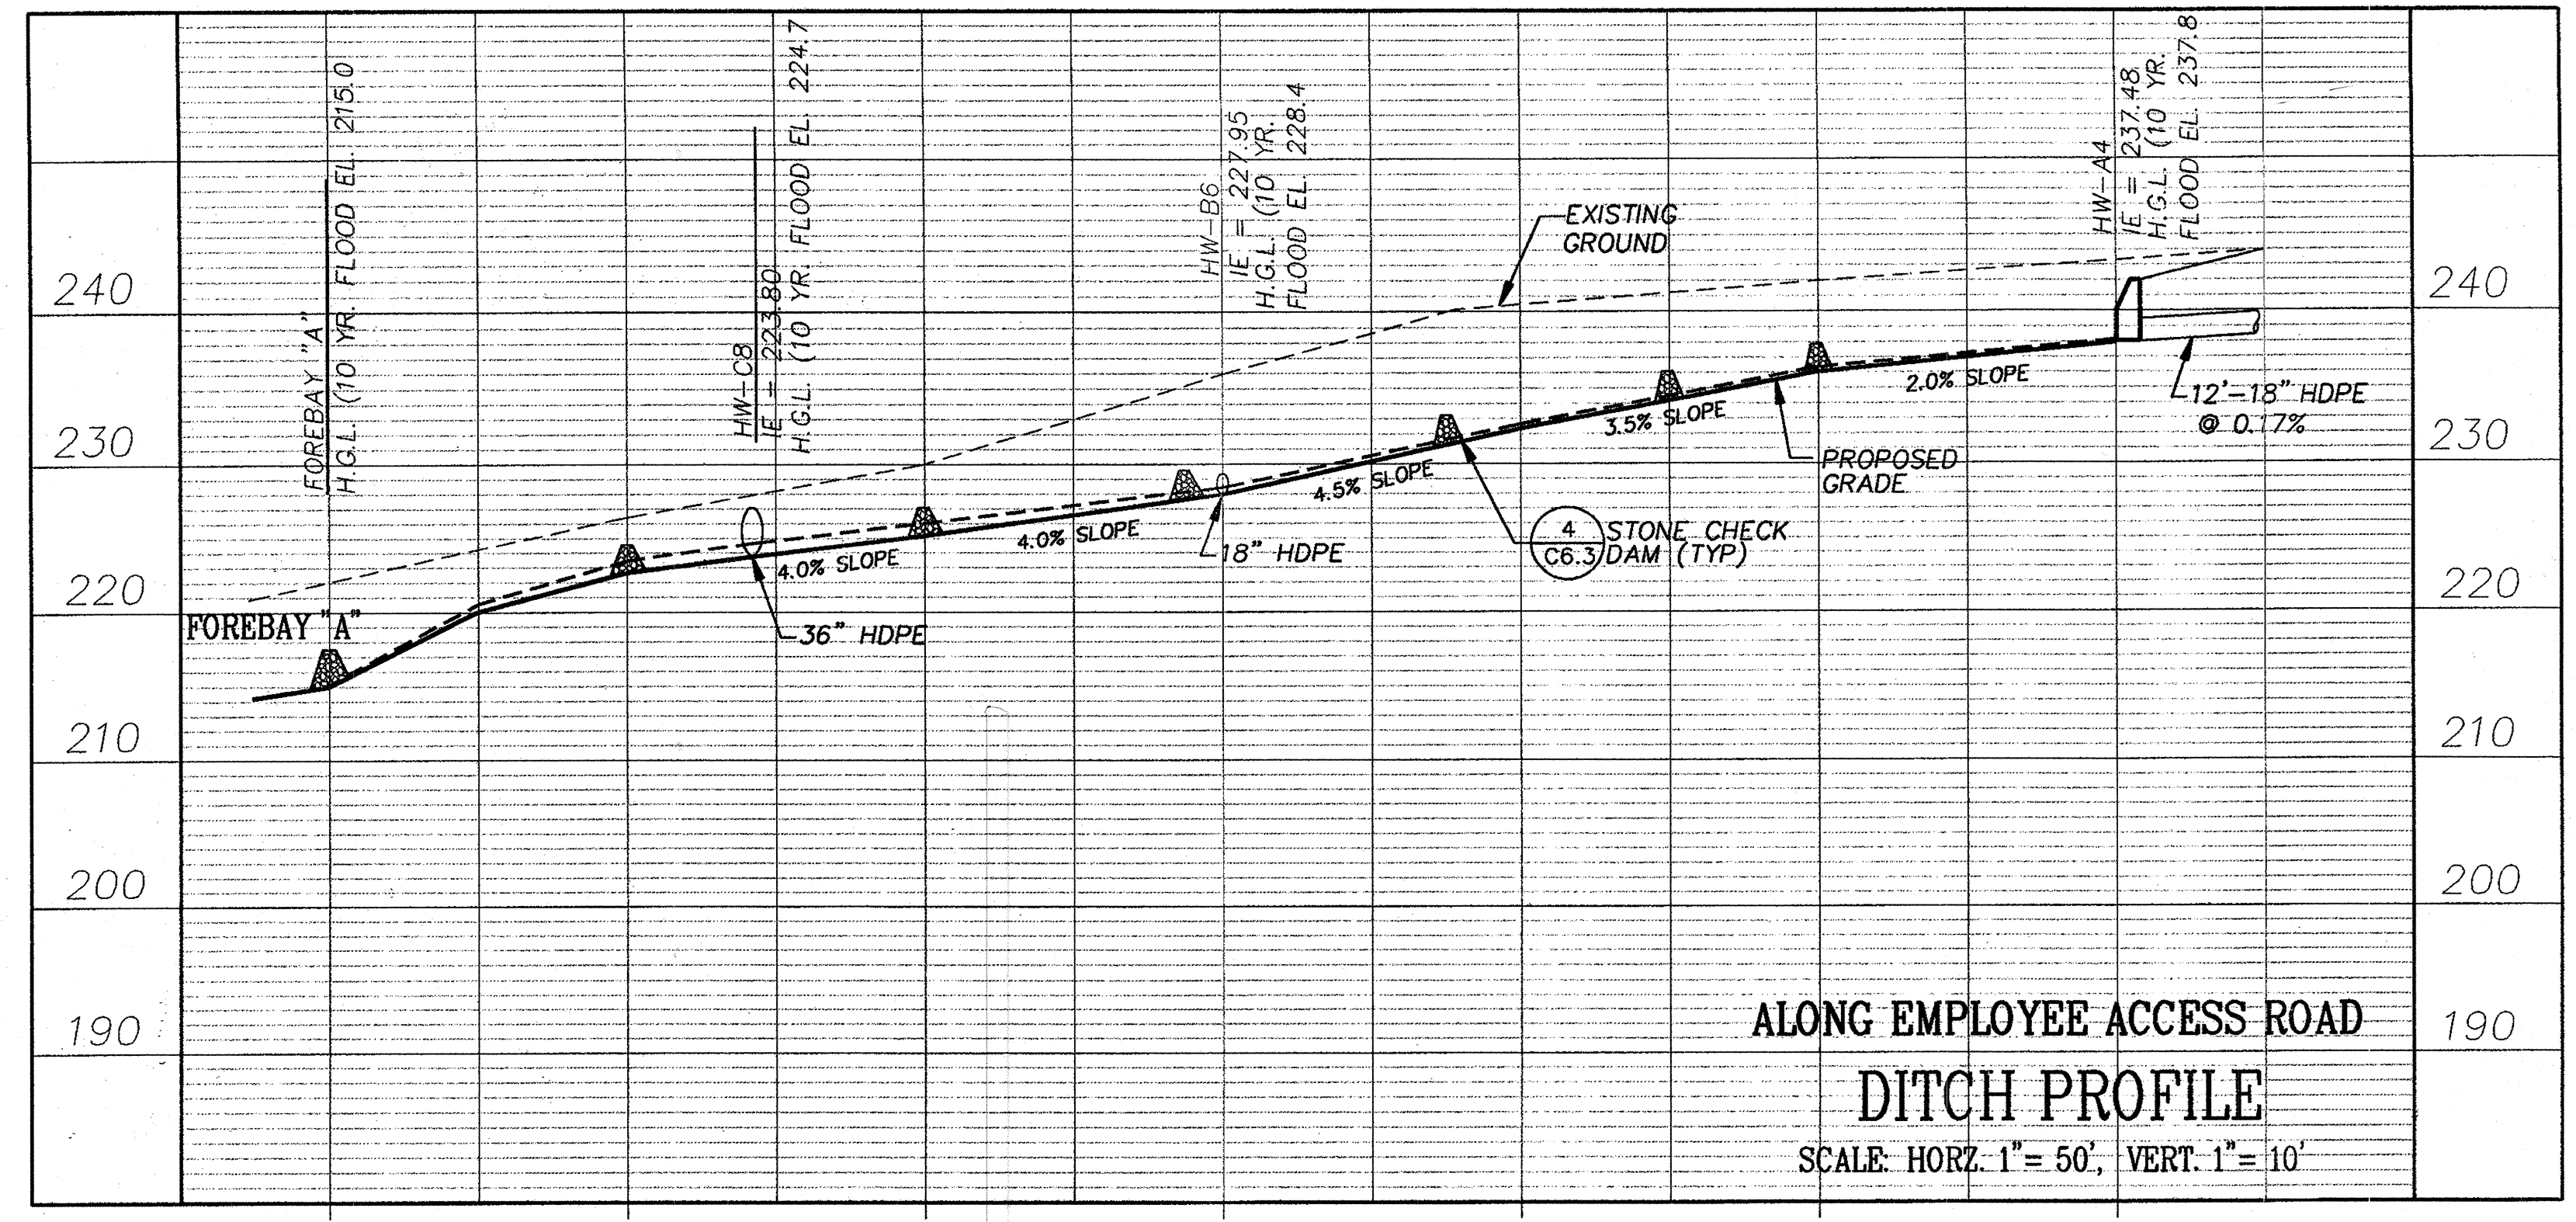 FOREBAY "A"
H.G.L. (10 YR. FLOOD EL. 215.0
HW-C8
IE = 223.80
H.G.L. (10 YR. FLOOD EL. 224.7
HW-B6
IE = 227.95
H.G.L. (10 YR.
FLOOD EL. 228.4
HW-A4
IE = 237.48
H.G.L. (10 YR.
FLOOD EL. 237.8
EXISTING
GROUND
240
240
230
230
220
220
210
210
200
200
190
190
2.0% SLOPE
12'-18" HDPE
@ 0.17%
3.5% SLOPE
PROPOSED
GRADE
4.5% SLOPE
4
C6.3
STONE CHECK
DAM (TYP)
4.0% SLOPE
18" HDPE
4.0% SLOPE
36" HDPE
FOREBAY "A"
ALONG EMPLOYEE ACCESS ROAD
DITCH PROFILE
SCALE: HORZ. 1"= 50', VERT. 1"= 10'